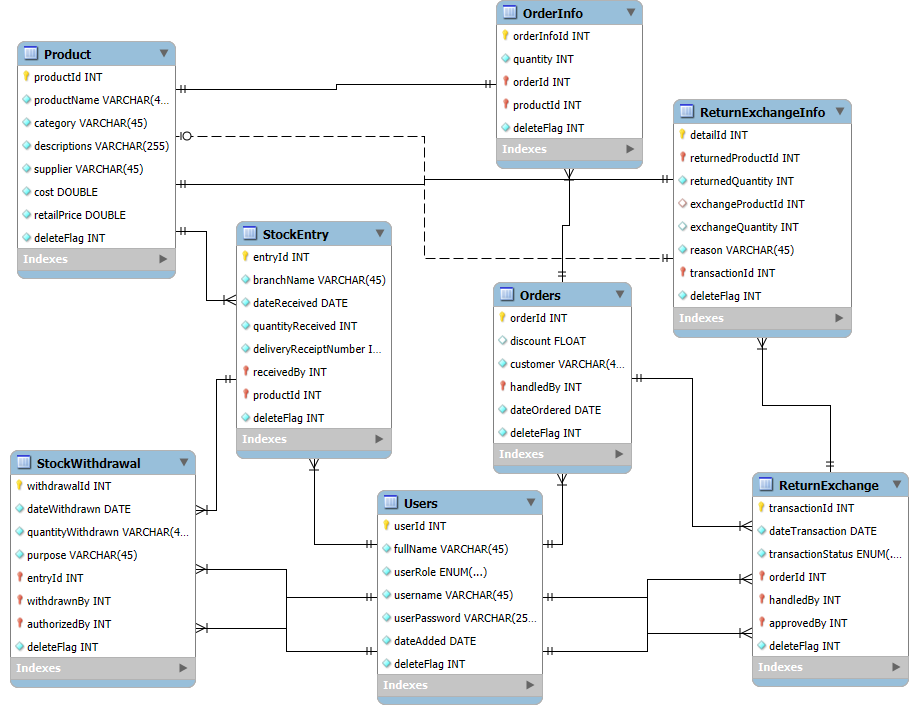 OrderInfo
orderInfoId INT
quantity INT
orderId INT
productId INT
deleteFlag INT
Indexes
Product
productId INT
productName VARCHAR(4...
category VARCHAR(45)
descriptions VARCHAR(255)
supplier VARCHAR(45)
cost DOUBLE
retailPrice DOUBLE
deleteFlag INT
Indexes
ReturnExchangeInfo
detailId INT
returnedProductId INT
returnedQuantity INT
exchangeProductId INT
exchangeQuantity INT
reason VARCHAR(45)
transactionId INT
deleteFlag INT
Indexes
StockEntry
entryId INT
branchName VARCHAR(45)
dateReceived DATE
quantityReceived INT
deliveryReceiptNumber I...
receivedBy INT
productId INT
deleteFlag INT
Indexes
Orders
orderId INT
discount FLOAT
customer VARCHAR(4...
handledBy INT
dateOrdered DATE
deleteFlag INT
Indexes
StockWithdrawal
withdrawalId INT
dateWithdrawn DATE
quantityWithdrawn VARCHAR(4...
purpose VARCHAR(45)
entryId INT
withdrawnBy INT
authorizedBy INT
deleteFlag INT
Indexes
Users
userId INT
fullName VARCHAR(45)
userRole ENUM(...)
username VARCHAR(45)
userPassword VARCHAR(25...
dateAdded DATE
deleteFlag INT
Indexes
ReturnExchange
transactionId INT
dateTransaction DATE
transactionStatus ENUM(....
orderId INT
handledBy INT
approvedBy INT
deleteFlag INT
Indexes